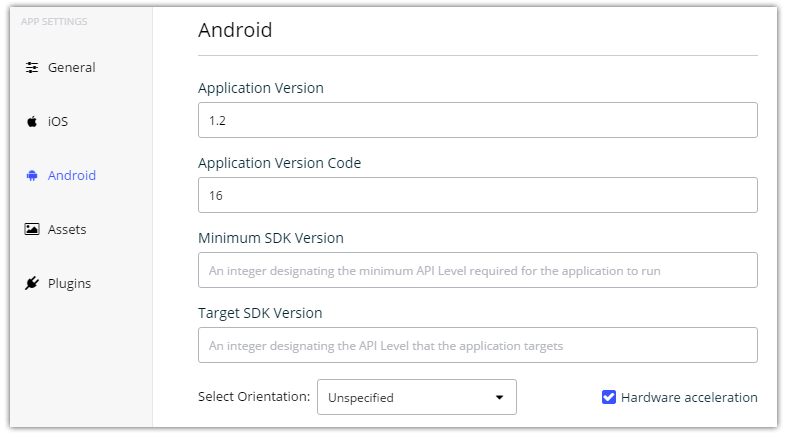 APP SETTINGS
General
iOS
Android
Assets
Plugins
Android
Application Version
1.2
Application Version Code
16
Minimum SDK Version
An integer designating the minimum API Level required for the application to run
Target SDK Version
An integer designating the API Level that the application targets
Select Orientation: Unspecified Hardware acceleration